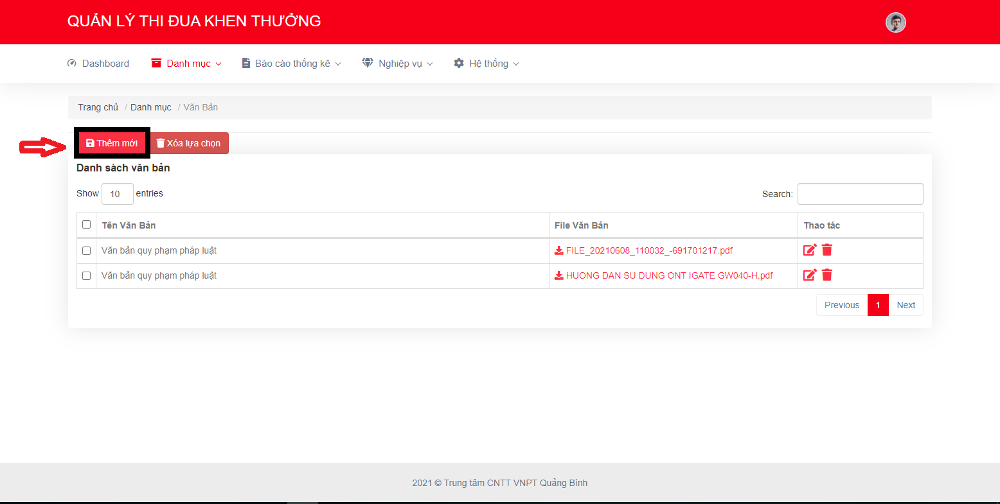 QUẢN LÝ THI ĐUA KHEN THƯỞNG
Dashboard Danh mục Báo cáo thống kê Nghiệp vụ Hệ thống
Trang chủ / Danh mục / Văn Bản
Thêm mới Xóa lựa chọn
Danh sách văn bản
Show 10 entries Search:
Tên Văn Bản File Văn Bản Thao tác
Văn bản quy phạm pháp luật FILE_20210608_110032_-691701217.pdf
Văn bản quy phạm pháp luật HUONG DAN SU DUNG ONT IGATE GW040-H.pdf
Previous 1 Next
2021 © Trung tâm CNTT VNPT Quảng Bình